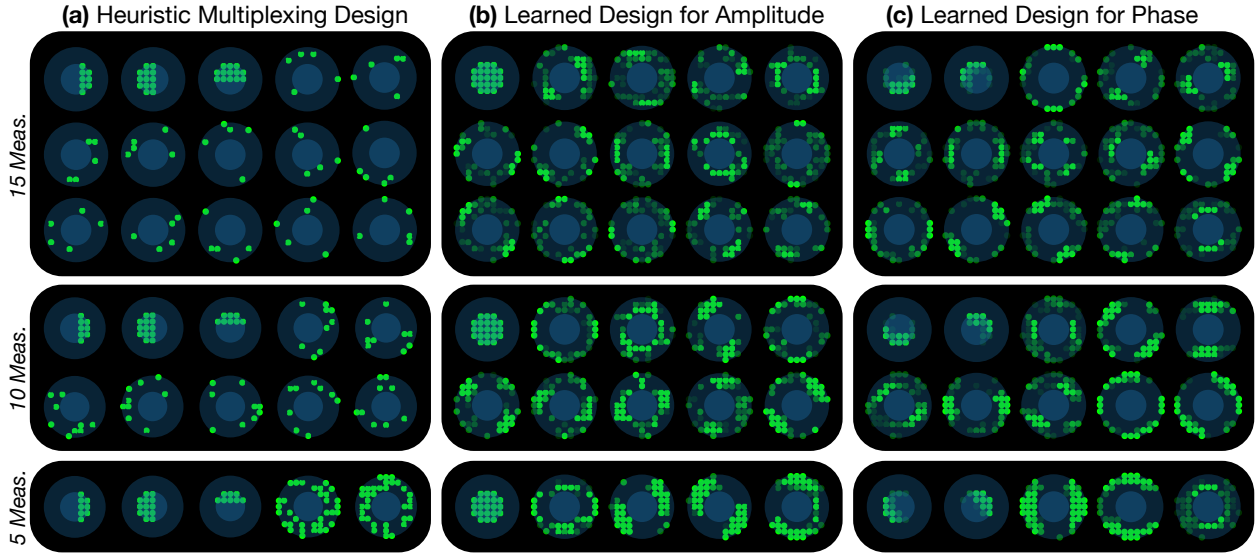 (a) Heuristic Multiplexing Design
(b) Learned Design for Amplitude
(c) Learned Design for Phase
15 Meas.
10 Meas.
5 Meas.